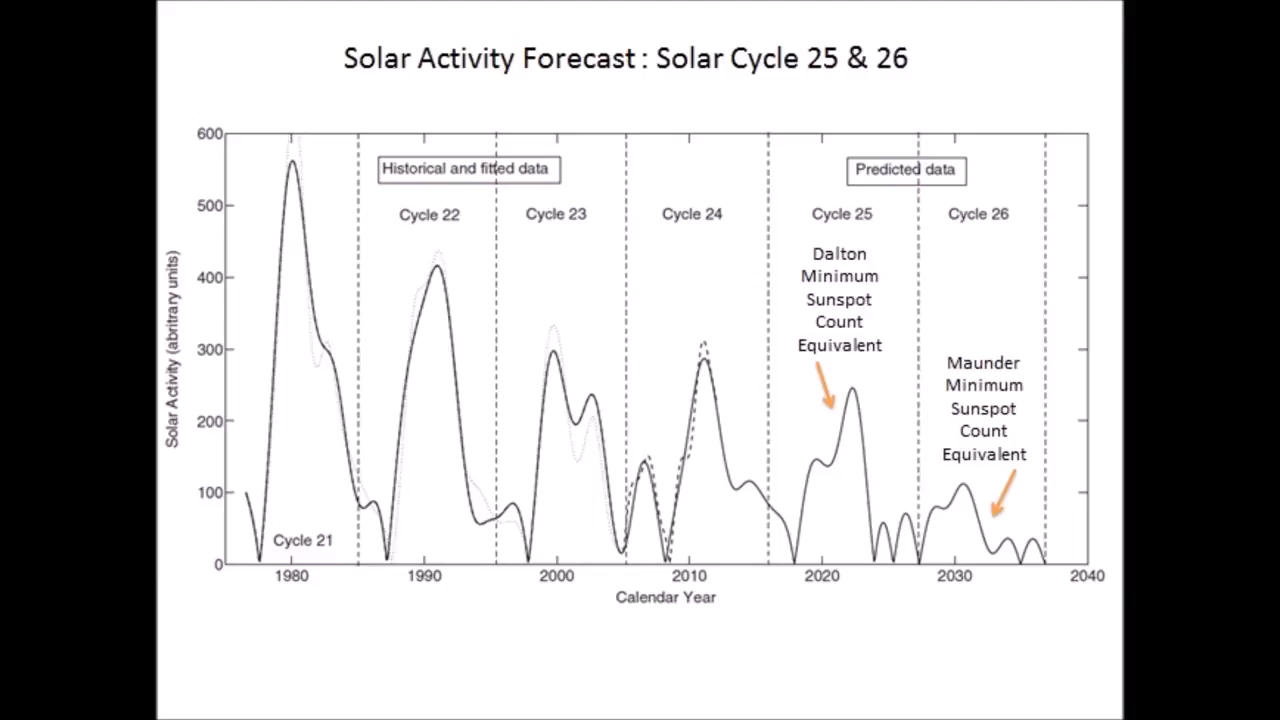 Solar Activity Forecast : Solar Cycle 25 & 26
600
500
400
300
200
100
0
Solar Activity (abritrary units)
Historical and fitted data
Predicted data
Cycle 21
Cycle 22
Cycle 23
Cycle 24
Cycle 25
Cycle 26
Dalton
Minimum
Sunspot
Count
Equivalent
Maunder
Minimum
Sunspot
Count
Equivalent
1980
1990
2000
2010
2020
2030
2040
Calendar Year